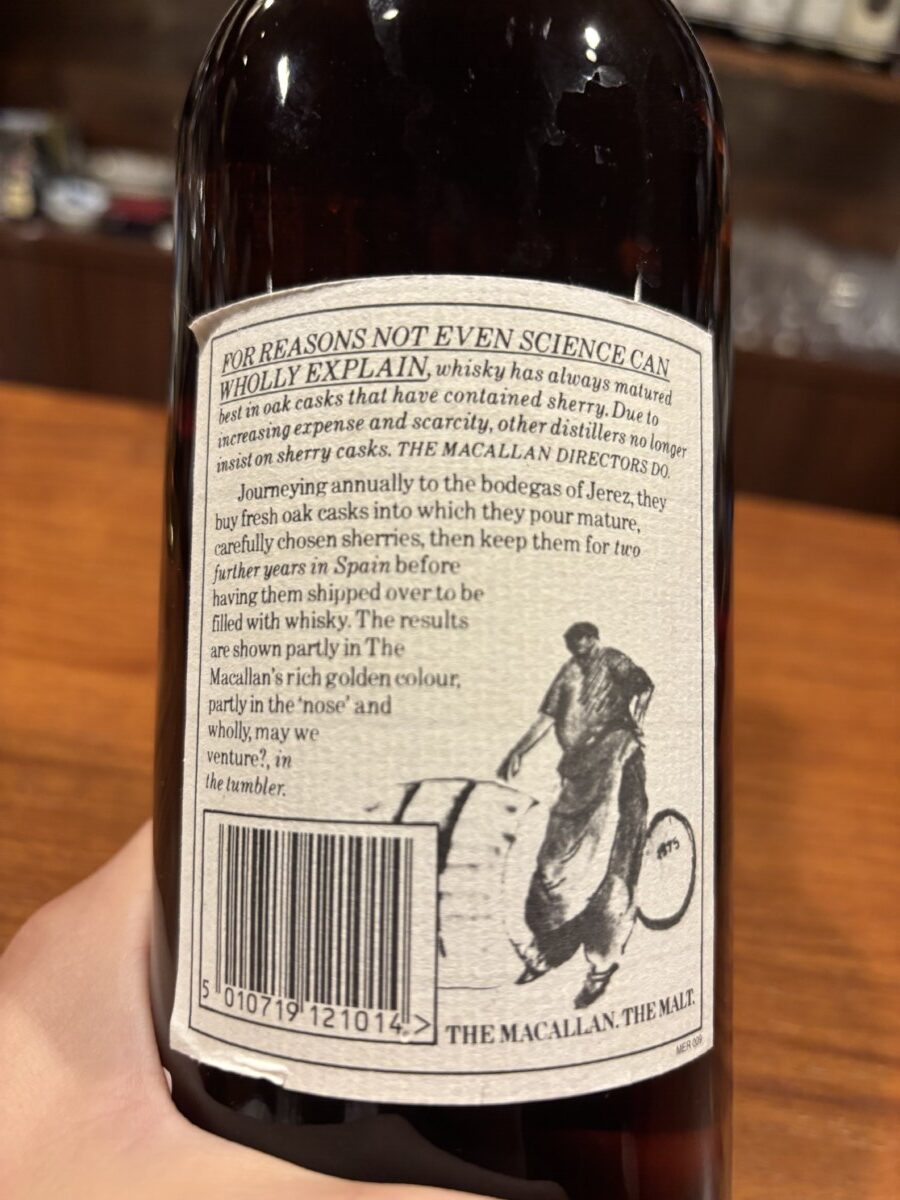 FOR REASONS NOT EVEN SCIENCE CAN
WHOLLY EXPLAIN, whisky has always matured
best in oak casks that have contained sherry. Due to
increasing expense and scarcity, other distillers no longer
insist on sherry casks. THE MACALLAN DIRECTORS DO.
Journeying annually to the bodegas of Jerez, they
buy fresh oak casks into which they pour mature,
carefully chosen sherries, then keep them for two
further years in Spain before
having them shipped over to be
filled with whisky. The results
are shown partly in The
Macallan's rich golden colour,
partly in the 'nose' and
wholly, may we
venture?, in
the tumbler.
1875
5 010719 121014 >
THE MACALLAN. THE MALT.
MER